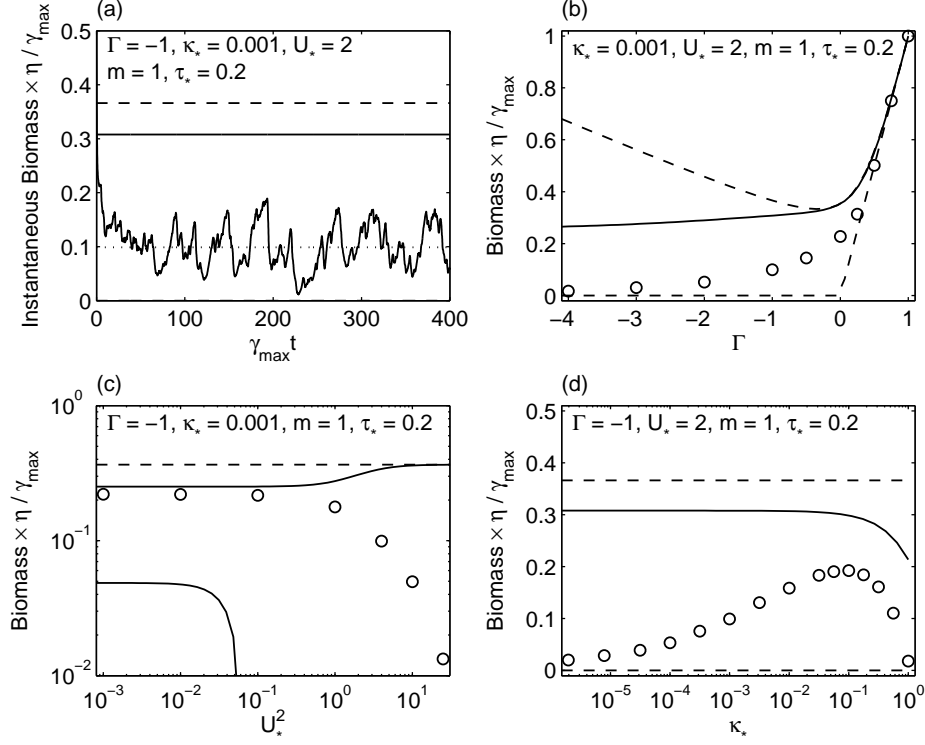 (a)
Γ = −1, κ* = 0.001, U* = 2
m = 1, τ* = 0.2
Instantaneous Biomass × η / γmax
0.5
0.4
0.3
0.2
0.1
0
0 100 200 300 400
γmax t
(b)
κ* = 0.001, U* = 2, m = 1, τ* = 0.2
Biomass × η / γmax
1
0.8
0.6
0.4
0.2
0
−4 −3 −2 −1 0 1
Γ
(c)
Γ = −1, κ* = 0.001, m = 1, τ* = 0.2
Biomass × η / γmax
10^0
10^−1
10^−2
10^−3 10^−2 10^−1 10^0 10^1
U*^2
(d)
Γ = −1, U* = 2, m = 1, τ* = 0.2
Biomass × η / γmax
0.5
0.4
0.3
0.2
0.1
0
10^−5 10^−4 10^−3 10^−2 10^−1 10^0
κ*